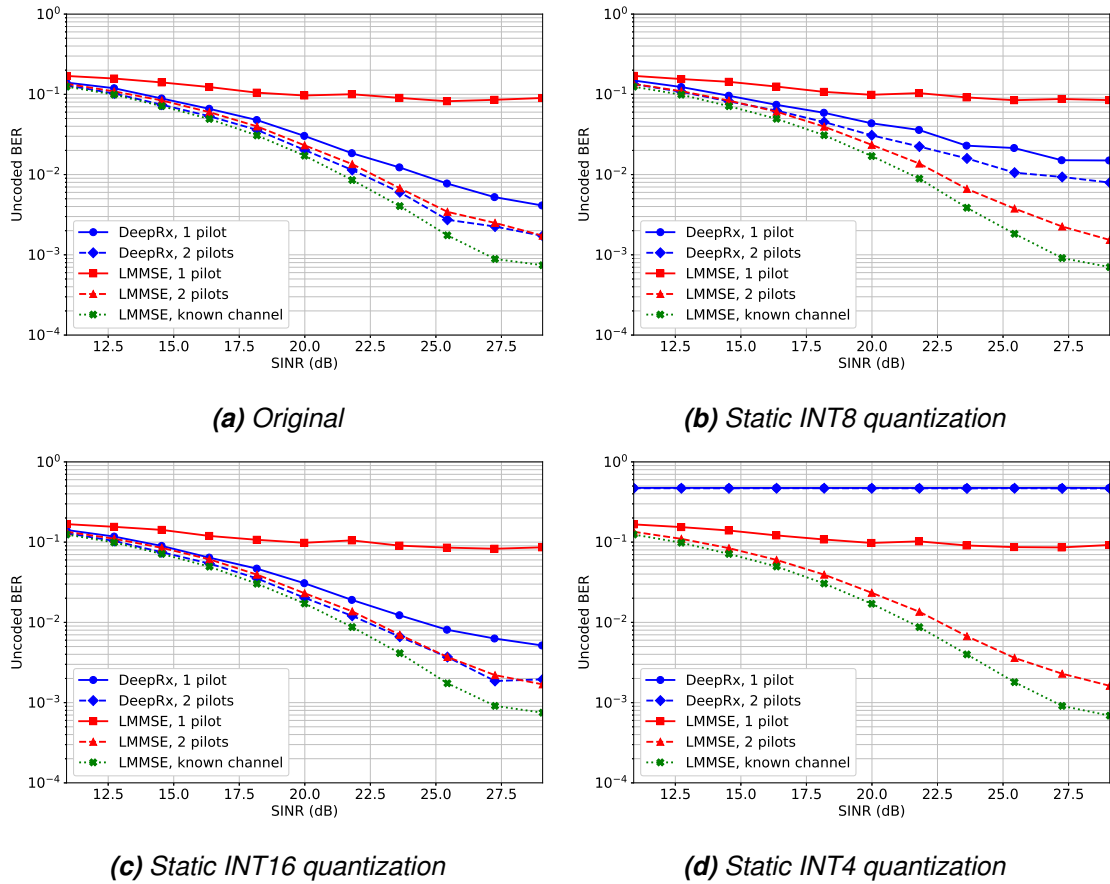 10⁰
10⁻¹
10⁻²
10⁻³
10⁻⁴
Uncoded BER
DeepRx, 1 pilot
DeepRx, 2 pilots
LMMSE, 1 pilot
LMMSE, 2 pilots
LMMSE, known channel
12.5 15.0 17.5 20.0 22.5 25.0 27.5
SINR (dB)
(a) Original
10⁰
10⁻¹
10⁻²
10⁻³
10⁻⁴
Uncoded BER
DeepRx, 1 pilot
DeepRx, 2 pilots
LMMSE, 1 pilot
LMMSE, 2 pilots
LMMSE, known channel
12.5 15.0 17.5 20.0 22.5 25.0 27.5
SINR (dB)
(b) Static INT8 quantization
10⁰
10⁻¹
10⁻²
10⁻³
10⁻⁴
Uncoded BER
DeepRx, 1 pilot
DeepRx, 2 pilots
LMMSE, 1 pilot
LMMSE, 2 pilots
LMMSE, known channel
12.5 15.0 17.5 20.0 22.5 25.0 27.5
SINR (dB)
(c) Static INT16 quantization
10⁰
10⁻¹
10⁻²
10⁻³
10⁻⁴
Uncoded BER
DeepRx, 1 pilot
DeepRx, 2 pilots
LMMSE, 1 pilot
LMMSE, 2 pilots
LMMSE, known channel
12.5 15.0 17.5 20.0 22.5 25.0 27.5
SINR (dB)
(d) Static INT4 quantization